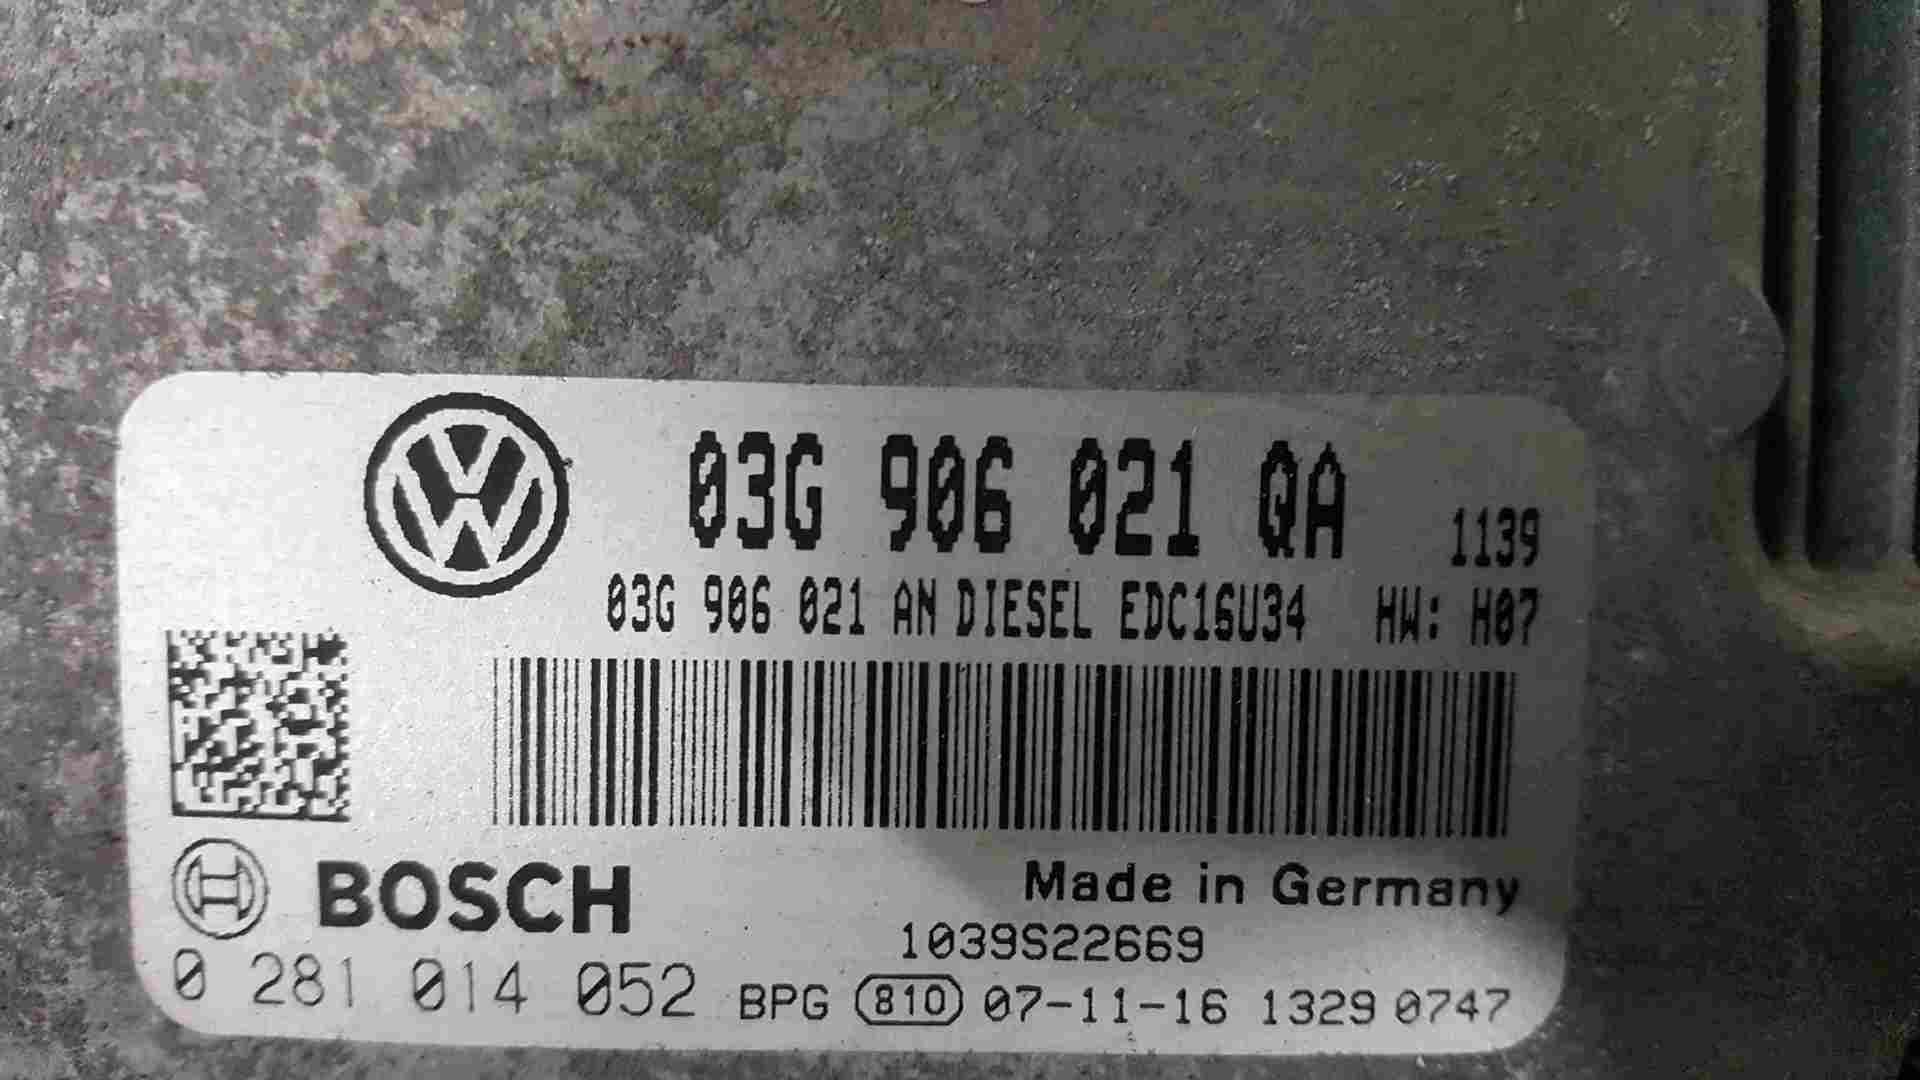 03G 906 021 QA 1139
03G 906 021 AN DIESEL EDC16U34 HW: H07
BOSCH Made in Germany
1039S22669
0 281 014 052 BPG 810 07-11-16 1329 0747